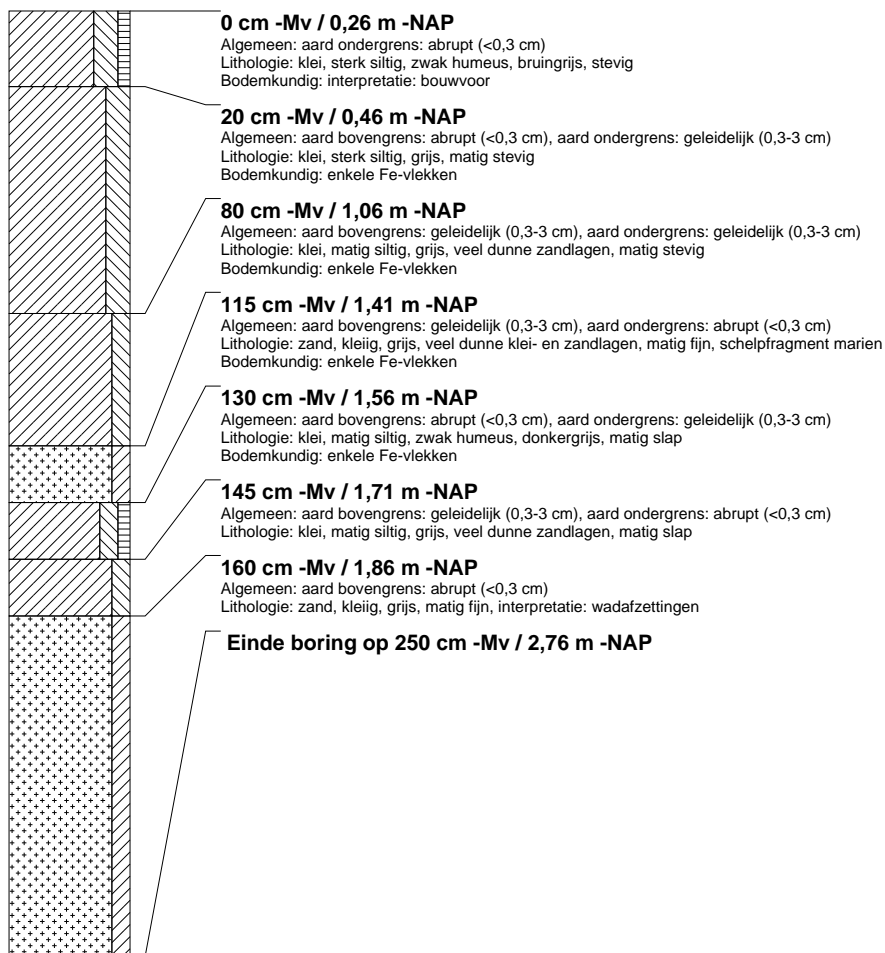 0 cm -Mv / 0,26 m -NAP
Algemeen: aard ondergrens: abrupt (<0,3 cm)
Lithologie: klei, sterk siltig, zwak humeus, bruingrijs, stevig
Bodemkundig: interpretatie: bouwvoor
20 cm -Mv / 0,46 m -NAP
Algemeen: aard bovengrens: abrupt (<0,3 cm), aard ondergrens: geleidelijk (0,3-3 cm)
Lithologie: klei, sterk siltig, grijs, matig stevig
Bodemkundig: enkele Fe-vlekken
80 cm -Mv / 1,06 m -NAP
Algemeen: aard bovengrens: geleidelijk (0,3-3 cm), aard ondergrens: geleidelijk (0,3-3 cm)
Lithologie: klei, matig siltig, grijs, veel dunne zandlagen, matig stevig
Bodemkundig: enkele Fe-vlekken
115 cm -Mv / 1,41 m -NAP
Algemeen: aard bovengrens: geleidelijk (0,3-3 cm), aard ondergrens: abrupt (<0,3 cm)
Lithologie: zand, kleiig, grijs, veel dunne klei- en zandlagen, matig fijn, schelpfragment marien
Bodemkundig: enkele Fe-vlekken
130 cm -Mv / 1,56 m -NAP
Algemeen: aard bovengrens: abrupt (<0,3 cm), aard ondergrens: geleidelijk (0,3-3 cm)
Lithologie: klei, matig siltig, zwak humeus, donkergrijs, matig slap
Bodemkundig: enkele Fe-vlekken
145 cm -Mv / 1,71 m -NAP
Algemeen: aard bovengrens: geleidelijk (0,3-3 cm), aard ondergrens: abrupt (<0,3 cm)
Lithologie: klei, matig siltig, grijs, veel dunne zandlagen, matig slap
160 cm -Mv / 1,86 m -NAP
Algemeen: aard bovengrens: abrupt (<0,3 cm)
Lithologie: zand, kleiig, grijs, matig fijn, interpretatie: wadafzettingen
Einde boring op 250 cm -Mv / 2,76 m -NAP